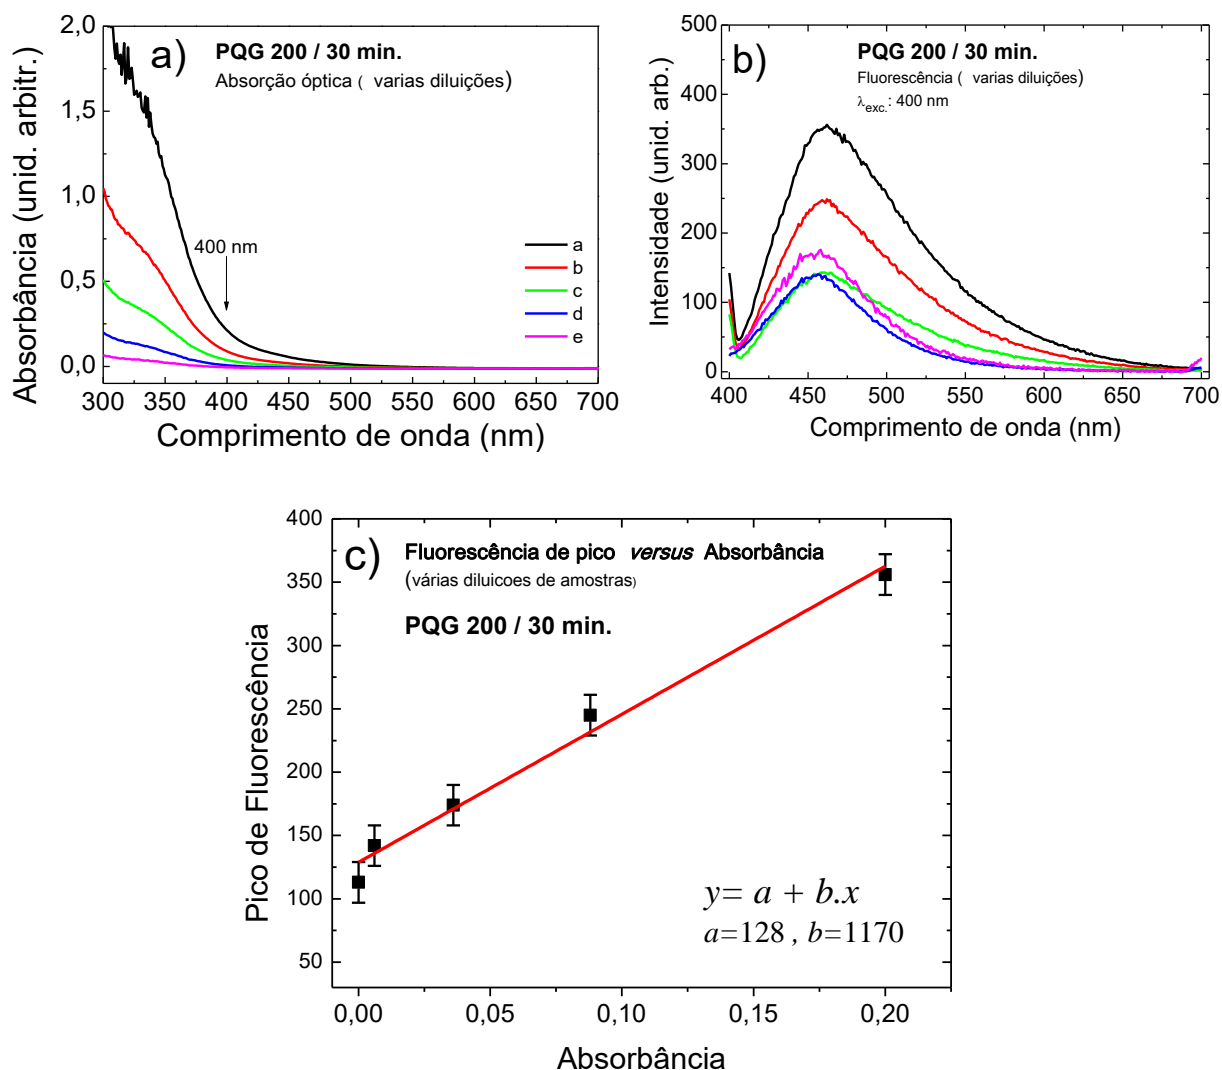 a)
PQG 200 / 30 min.
Absorção óptica ( varias diluições)
Absorbância (unid. arbitr.)
2,0
1,5
1,0
0,5
0,0
400 nm
a
b
c
d
e
300 350 400 450 500 550 600 650 700
Comprimento de onda (nm)
b)
PQG 200 / 30 min.
Fluorescência ( varias diluições)
λexc.: 400 nm
Intensidade (unid. arb.)
500
400
300
200
100
0
400 450 500 550 600 650 700
Comprimento de onda (nm)
c)
Fluorescência de pico versus Absorbância
(várias diluicoes de amostras)
PQG 200 / 30 min.
Pico de Fluorescência
400
350
300
250
200
150
100
50
y= a + b.x
a=128 , b=1170
0,00 0,05 0,10 0,15 0,20
Absorbância